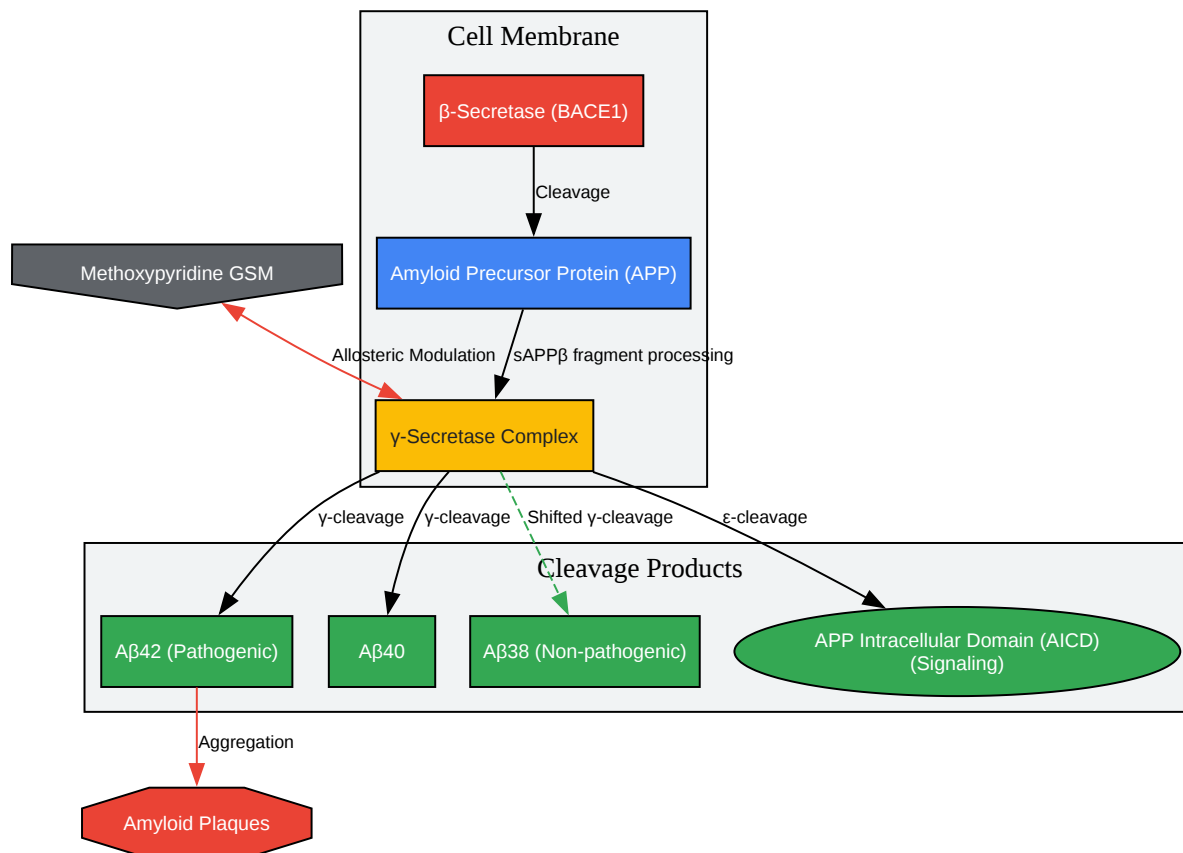 Cell Membrane
β-Secretase (BACE1)
Cleavage
Methoxypyridine GSM
Amyloid Precursor Protein (APP)
Allosteric Modulation
sAPPβ fragment processing
γ-Secretase Complex
γ-cleavage
γ-cleavage
Shifted γ-cleavage
ε-cleavage
Cleavage Products
Aβ42 (Pathogenic)
Aβ40
Aβ38 (Non-pathogenic)
APP Intracellular Domain (AICD)
(Signaling)
Aggregation
Amyloid Plaques